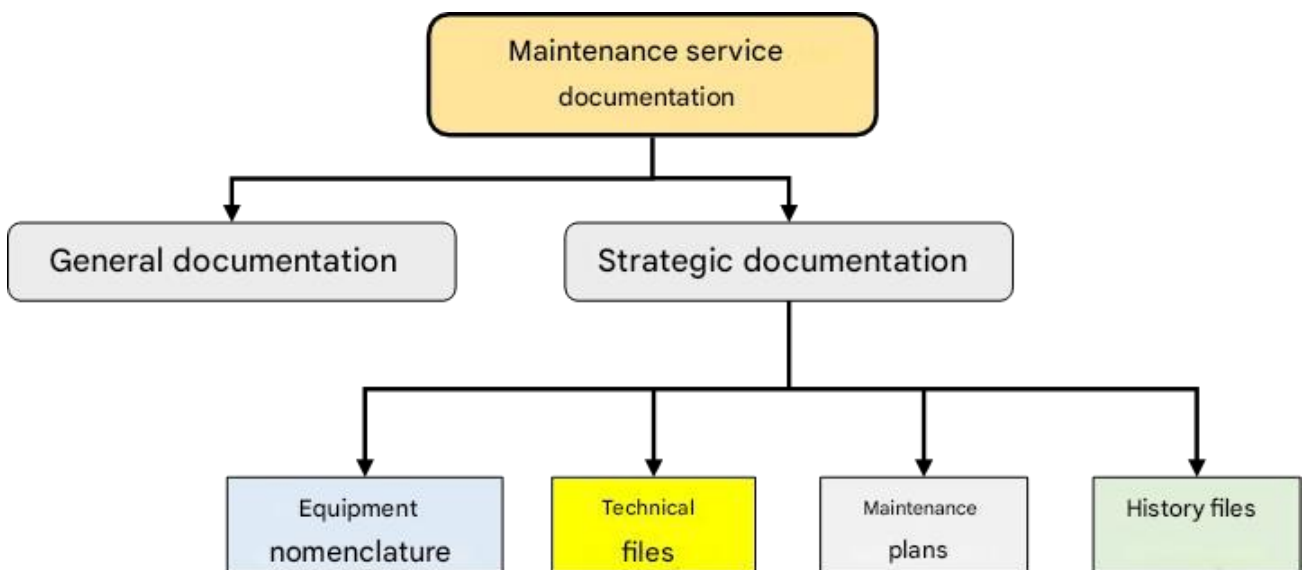 Maintenance service
documentation
General documentation
Strategic documentation
Equipment
nomenclature
Technical
files
Maintenance
plans
History files